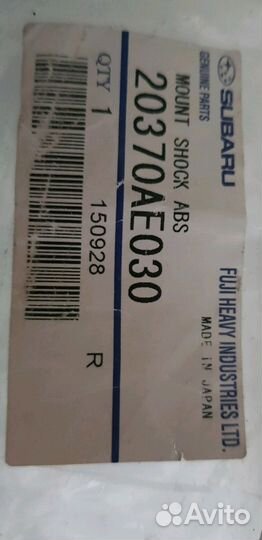 SUBARU
GENUINE PARTS
FUJI HEAVY INDUSTRIES LTD.
MADE IN JAPAN
MOUNT SHOCK ABS
20370AE030
QTY 1
150928 R
Avito